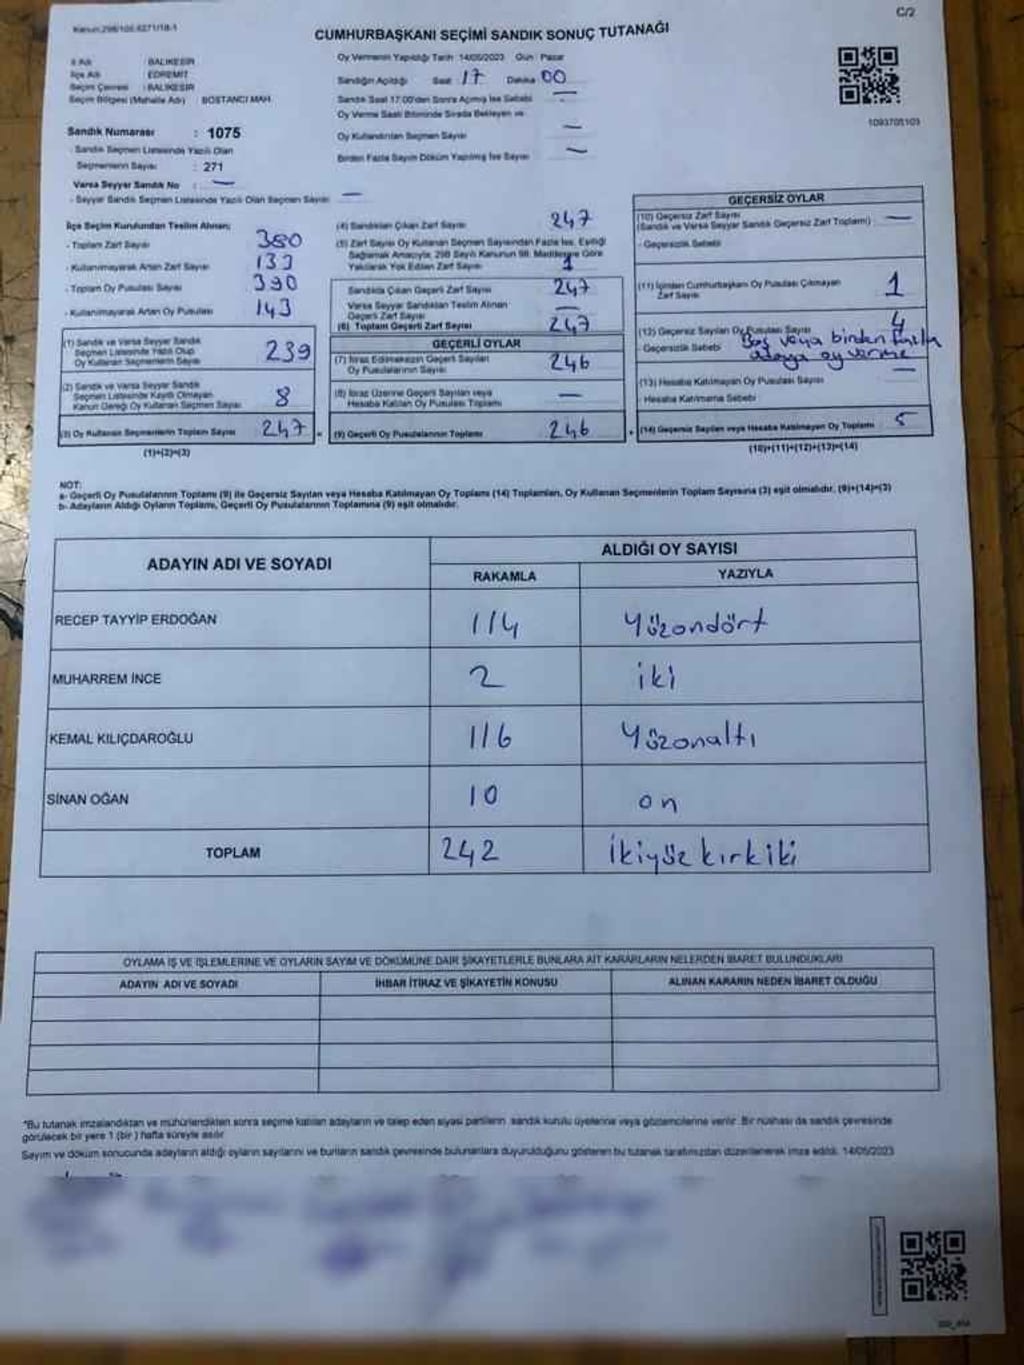 C/2
Kanun:298/105,6271/18-1
CUMHURBAŞKANI SEÇİMİ SANDIK SONUÇ TUTANAĞI
İl Adı : BALIKESİR
İlçe Adı : EDREMİT
Seçim Çevresi : BALIKESİR
Seçim Bölgesi (Mahalle Adı) BOSTANCI MAH.
Sandık Numarası : 1075
- Sandık Seçmen Listesinde Yazılı Olan
Seçmenlerin Sayısı : 271
Varsa Seyyar Sandık No : —
- Seyyar Sandık Seçmen Listesinde Yazılı Olan Seçmen Sayısı —
Oy Vermenin Yapıldığı Tarih :14/05/2023 Gün : Pazar
Sandığın Açıldığı Saat : 17 Dakika 00
Sandık Saat 17:00'den Sonra Açılmış İse Sebebi —
Oy Verme Saati Bitiminde Sırada Bekleyen ve
Oy Kullandırılan Seçmen Sayısı —
Birden Fazla Sayım Döküm Yapılmış İse Sayısı —
1093705103
İlçe Seçim Kurulundan Teslim Alınan;
- Toplam Zarf Sayısı 380
- Kullanılmayarak Artan Zarf Sayısı 133
- Toplam Oy Pusulası Sayısı 390
- Kullanılmayarak Artan Oy Pusulası 143
(1) Sandık ve Varsa Seyyar Sandık
Seçmen Listesinde Yazılı Olup
Oy Kullanan Seçmenlerin Sayısı 239
(2) Sandık ve Varsa Seyyar Sandık
Seçmen Listesinde Kayıtlı Olmayan
Kanun Gereği Oy Kullanan Seçmen Sayısı 8
(3) Oy Kullanan Seçmenlerin Toplam Sayısı 247
(1)+(2)=(3)
(4) Sandıktan Çıkan Zarf Sayısı 247
(5) Zarf Sayısı Oy Kullanan Seçmen Sayısından Fazla İse, Eşitliği
Sağlamak Amacıyla, 298 Sayılı Kanunun 98. Maddesine Göre
Yakılarak Yok Edilen Zarf Sayısı
Sandıkta Çıkan Geçerli Zarf Sayısı 247
Varsa Seyyar Sandıktan Teslim Alınan
Geçerli Zarf Sayısı —
(6) Toplam Geçerli Zarf Sayısı 247
GEÇERLİ OYLAR
(7) İtiraz Edilmeksizin Geçerli Sayılan
Oy Pusulalarının Sayısı 246
(8) İtiraz Üzerine Geçerli Sayılan veya
Hesaba Katılan Oy Pusulası Toplamı —
(9) Geçerli Oy Pusulalarının Toplamı 246
GEÇERSİZ OYLAR
(10) Geçersiz Zarf Sayısı
(Sandık ve Varsa Seyyar Sandık Geçersiz Zarf Toplamı) —
- Geçersizlik Sebebi
(11) İçinden Cumhurbaşkanı Oy Pusulası Çıkmayan
Zarf Sayısı 1
(12) Geçersiz Sayılan Oy Pusulası Sayısı 4
- Geçersizlik Sebebi Boş veya birden fazla
adaya oy verme
(13) Hesaba Katılmayan Oy Pusulası Sayısı —
- Hesaba Katılmama Sebebi
(14) Geçersiz Sayılan veya Hesaba Katılmayan Oy Toplamı 5
(10)+(11)+(12)+(13)=(14)
NOT:
a- Geçerli Oy Pusulalarının Toplamı (9) ile Geçersiz Sayılan veya Hesaba Katılmayan Oy Toplamı (14) Toplamları, Oy Kullanan Seçmenlerin Toplam Sayısına (3) eşit olmalıdır. (9)+(14)=(3)
b- Adayların Aldığı Oyların Toplamı, Geçerli Oy Pusulalarının Toplamına (9) eşit olmalıdır.
ADAYIN ADI VE SOYADI ALDIĞI OY SAYISI
RAKAMLA YAZIYLA
RECEP TAYYİP ERDOĞAN 114 Yüzondört
MUHARREM İNCE 2 iki
KEMAL KILIÇDAROĞLU 116 Yüzonaltı
SİNAN OĞAN 10 on
TOPLAM 242 İkiyüz kırk iki
OYLAMA İŞ VE İŞLEMLERİNE VE OYLARIN SAYIM VE DÖKÜMÜNE DAİR ŞİKAYETLERLE BUNLARA AİT KARARLARIN NELERDEN İBARET BULUNDUKLARI
ADAYIN ADI VE SOYADI İHBAR İTİRAZ VE ŞİKAYETİN KONUSU ALINAN KARARIN NEDEN İBARET OLDUĞU
*Bu tutanak imzalandıktan ve mühürlendikten sonra seçime katılan adayların ve talep eden siyasi partilerin sandık kurulu üyelerine veya gözlemcilerine verilir. Bir nüshası da sandık çevresinde
görülecek bir yere 1 (bir ) hafta süreyle asılır.
Sayım ve döküm sonucunda adayların aldığı oyların sayılarını ve bunların sandık çevresinde bulunanlara duyurulduğunu gösteren bu tutanak tarafımızdan düzenlenerek imza edildi. 14/05/2023